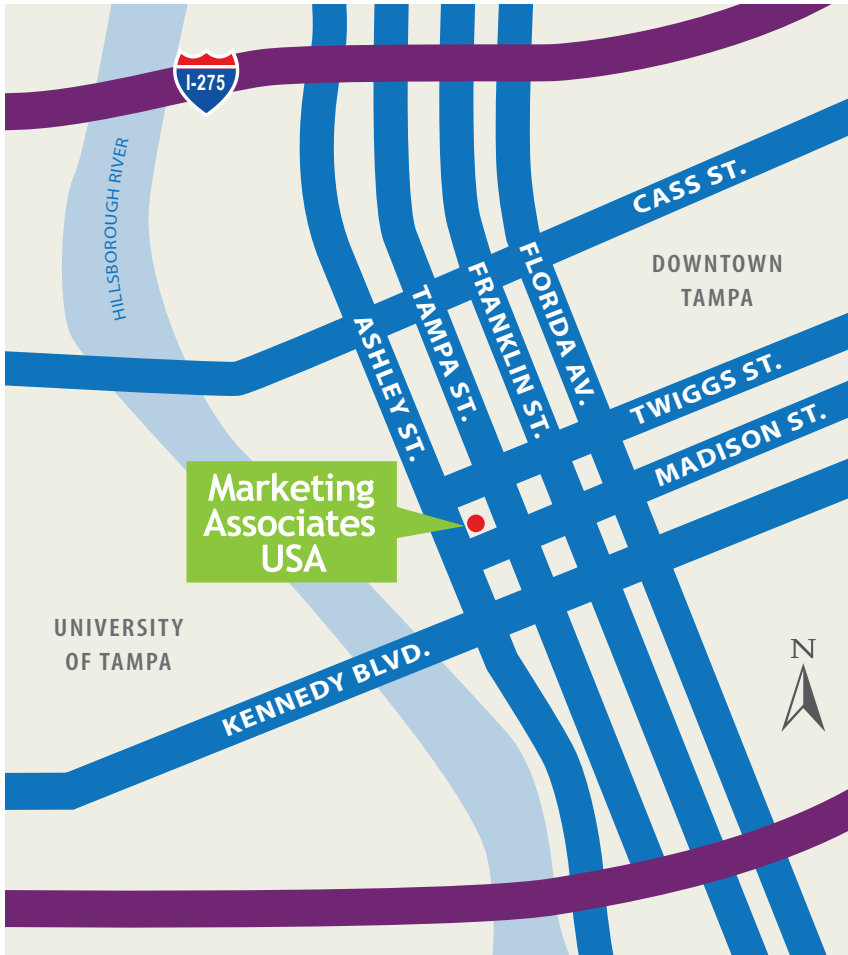 I-275
HILLSBOROUGH RIVER
CASS ST.
DOWNTOWN
TAMPA
ASHLEY ST.
TAMPA ST.
FRANKLIN ST.
FLORIDA AV.
TWIGGS ST.
MADISON ST.
Marketing
Associates
USA
UNIVERSITY
OF TAMPA
KENNEDY BLVD.
N